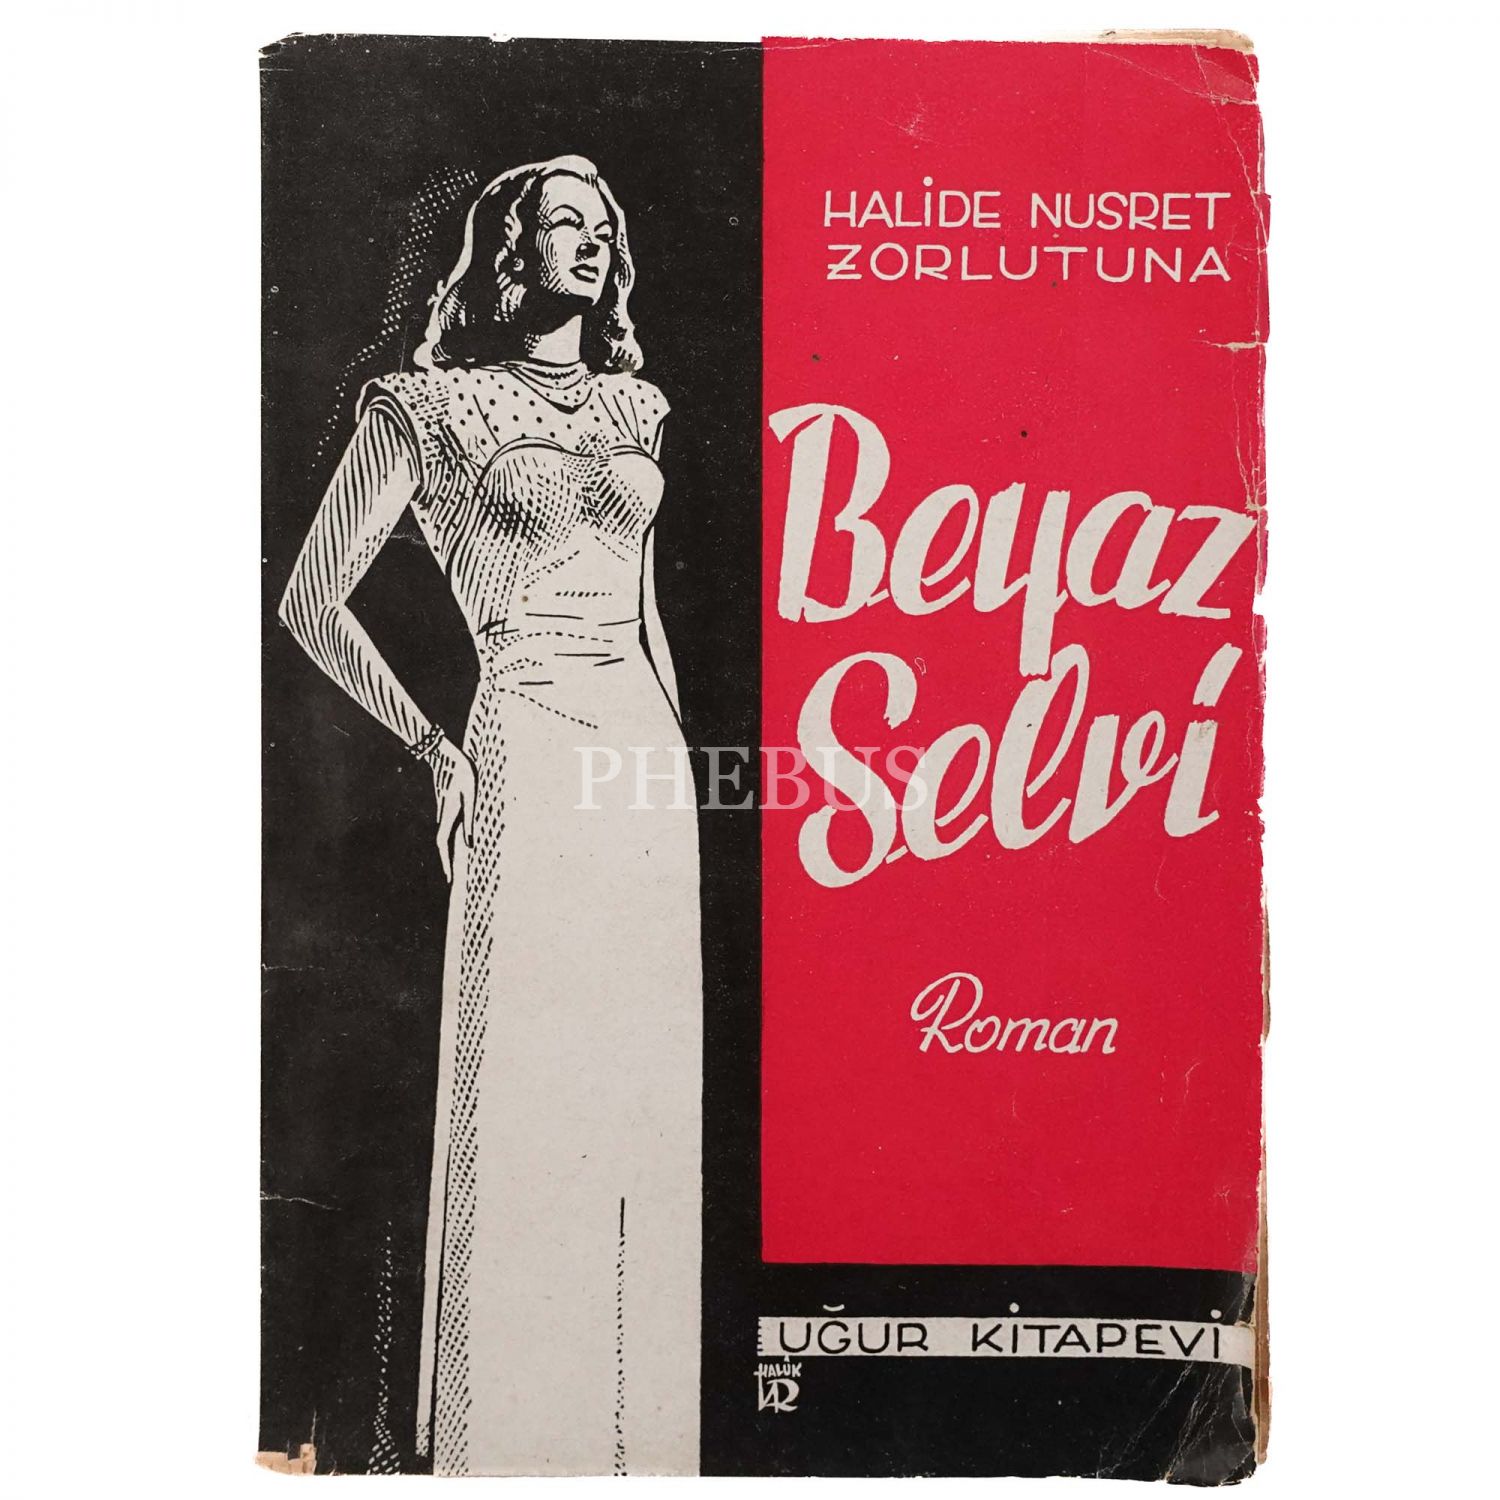 HALİDE NUSRET
ZORLUTUNA
Beyaz
Selvi
PHEBUS
Roman
UĞUR KİTAPEVİ
HALÛK